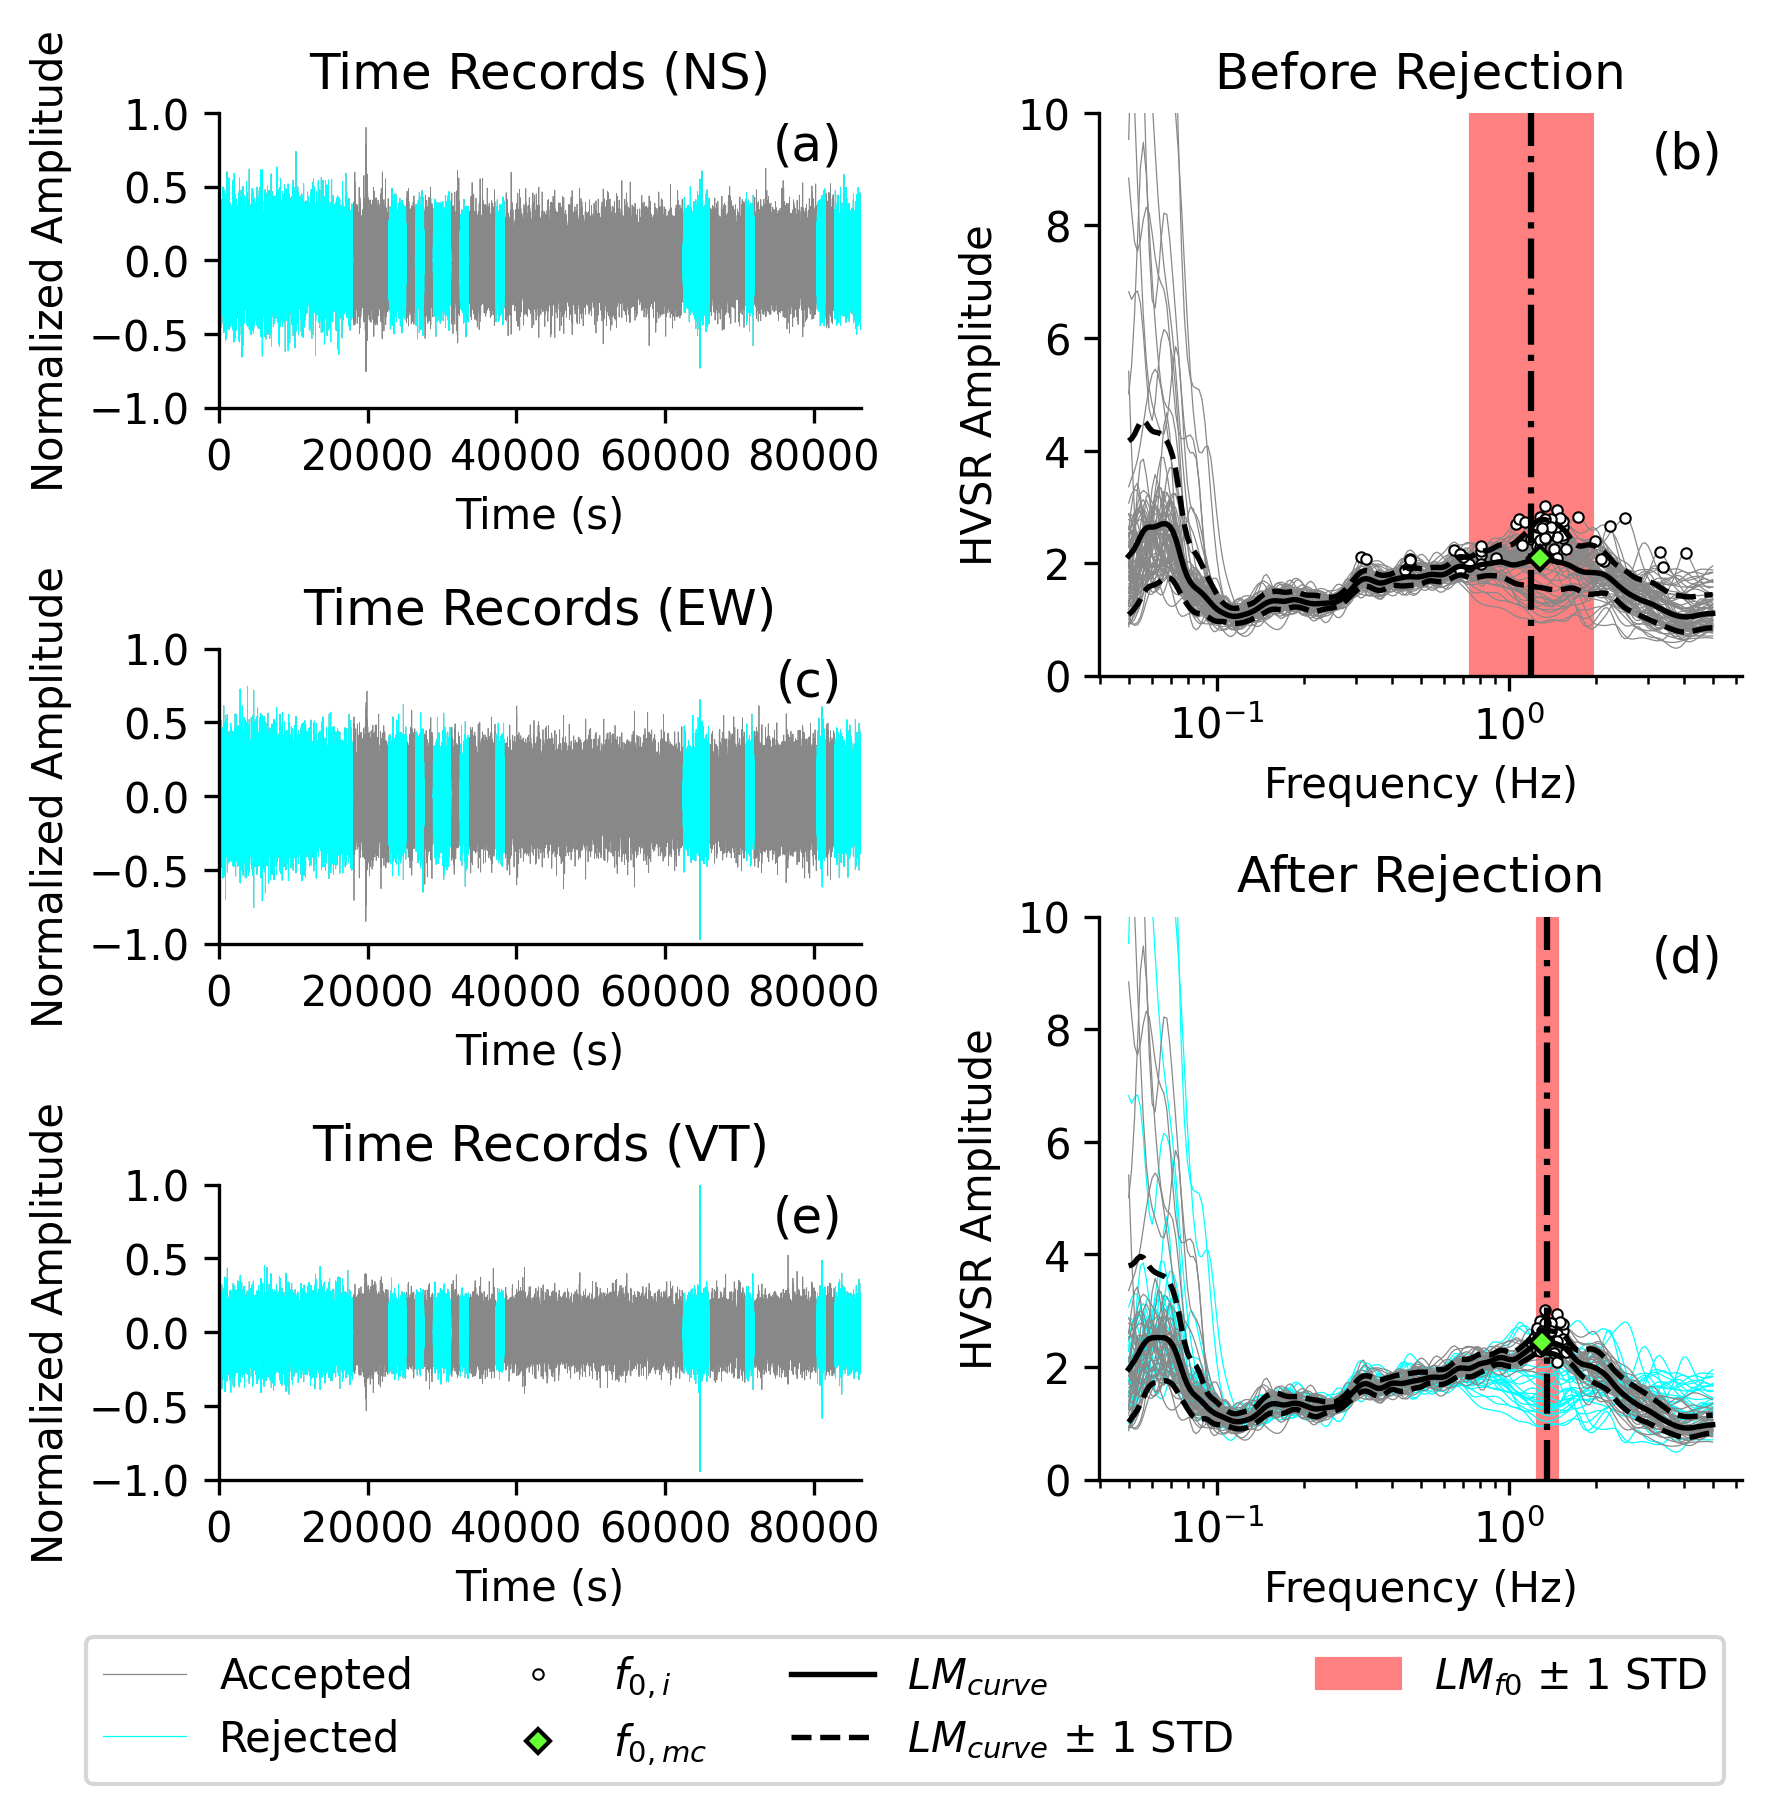 Time Records (NS)
Normalized Amplitude
1.0
0.5
0.0
−0.5
−1.0
(a)
0 20000 40000 60000 80000
Time (s)
Before Rejection
HVSR Amplitude
10
8
6
4
2
0
(b)
10⁻¹ 10⁰
Frequency (Hz)
Time Records (EW)
Normalized Amplitude
1.0
0.5
0.0
−0.5
−1.0
(c)
0 20000 40000 60000 80000
Time (s)
After Rejection
HVSR Amplitude
10
8
6
4
2
0
(d)
10⁻¹ 10⁰
Frequency (Hz)
Time Records (VT)
Normalized Amplitude
1.0
0.5
0.0
−0.5
−1.0
(e)
0 20000 40000 60000 80000
Time (s)
Accepted
Rejected
f0,i
f0,mc
LMcurve
LMcurve ± 1 STD
LMf0 ± 1 STD